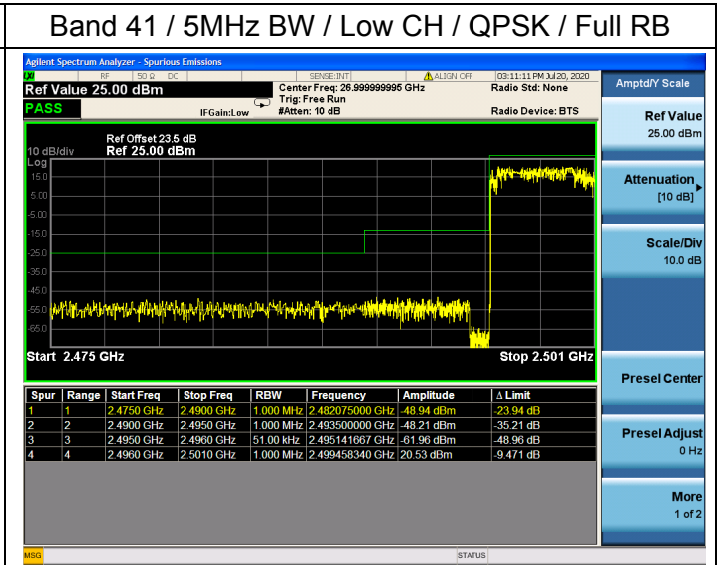 Band 41 / 5MHz BW / Low CH / QPSK / Full RB
Agilent Spectrum Analyzer - Spurious Emissions
LXI RF 50 Ω DC SENSE:INT ALIGN OFF 03:11:11 PM Jul 20, 2020
Ref Value 25.00 dBm Center Freq: 26.999999995 GHz Radio Std: None
Trig: Free Run
PASS IFGain:Low #Atten: 10 dB Radio Device: BTS
Ref Offset 23.5 dB
10 dB/div Ref 25.00 dBm
Log
15.0
5.00
-5.00
-15.0
-25.0
-35.0
-45.0
-55.0
-65.0
Start 2.475 GHz Stop 2.501 GHz
Spur Range Start Freq Stop Freq RBW Frequency Amplitude Δ Limit
1 1 2.4750 GHz 2.4900 GHz 1.000 MHz 2.482075000 GHz -48.94 dBm -23.94 dB
2 2 2.4900 GHz 2.4950 GHz 1.000 MHz 2.493500000 GHz -48.21 dBm -35.21 dB
3 3 2.4950 GHz 2.4960 GHz 51.00 kHz 2.495141667 GHz -61.96 dBm -48.96 dB
4 4 2.4960 GHz 2.5010 GHz 1.000 MHz 2.499458340 GHz 20.53 dBm -9.471 dB
Amptd/Y Scale
Ref Value
25.00 dBm
Attenuation
[10 dB]
Scale/Div
10.0 dB
Presel Center
Presel Adjust
0 Hz
More
1 of 2
MSG STATUS